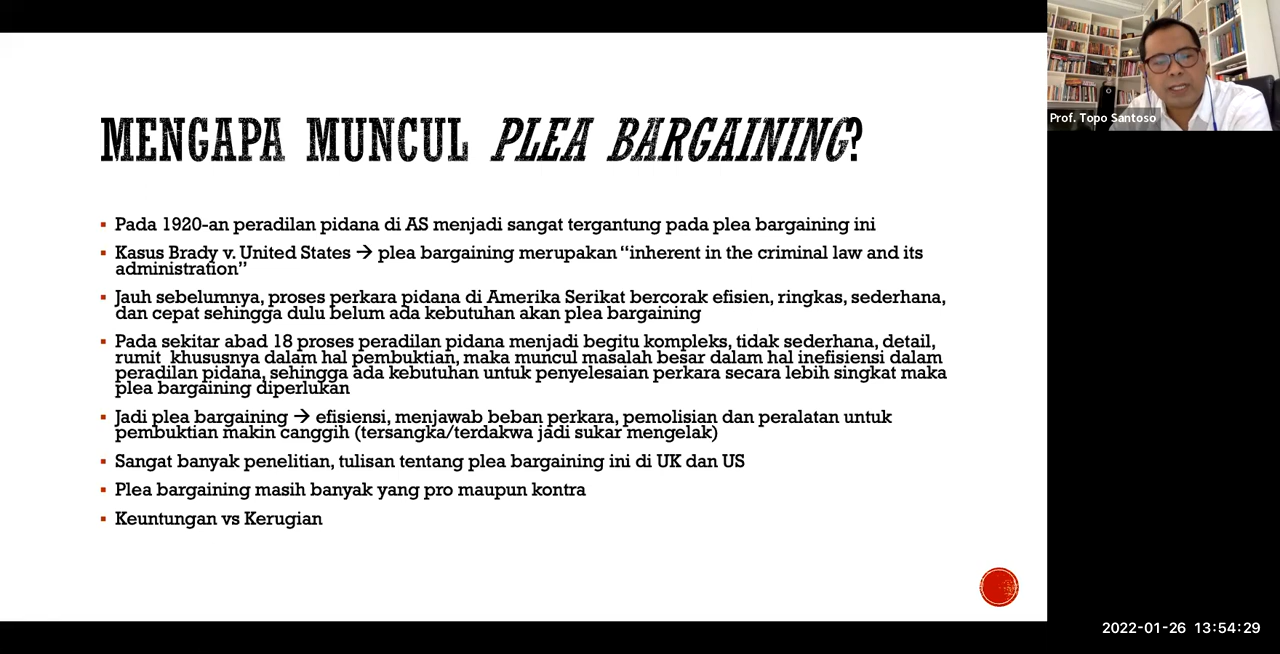 MENGAPA MUNCUL PLEA BARGAINING?
Pada 1920-an peradilan pidana di AS menjadi sangat tergantung pada plea bargaining ini
Kasus Brady v. United States → plea bargaining merupakan “inherent in the criminal law and its
administration”
Jauh sebelumnya, proses perkara pidana di Amerika Serikat bercorak efisien, ringkas, sederhana,
dan cepat sehingga dulu belum ada kebutuhan akan plea bargaining
Pada sekitar abad 18 proses peradilan pidana menjadi begitu kompleks, tidak sederhana, detail,
rumit khususnya dalam hal pembuktian, maka muncul masalah besar dalam hal inefisiensi dalam
peradilan pidana, sehingga ada kebutuhan untuk penyelesaian perkara secara lebih singkat maka
plea bargaining diperlukan
Jadi plea bargaining → efisiensi, menjawab beban perkara, pemolisian dan peralatan untuk
pembuktian makin canggih (tersangka/terdakwa jadi sukar mengelak)
Sangat banyak penelitian, tulisan tentang plea bargaining ini di UK dan US
Plea bargaining masih banyak yang pro maupun kontra
Keuntungan vs Kerugian
Prof. Topo Santoso
2022-01-26 13:54:29